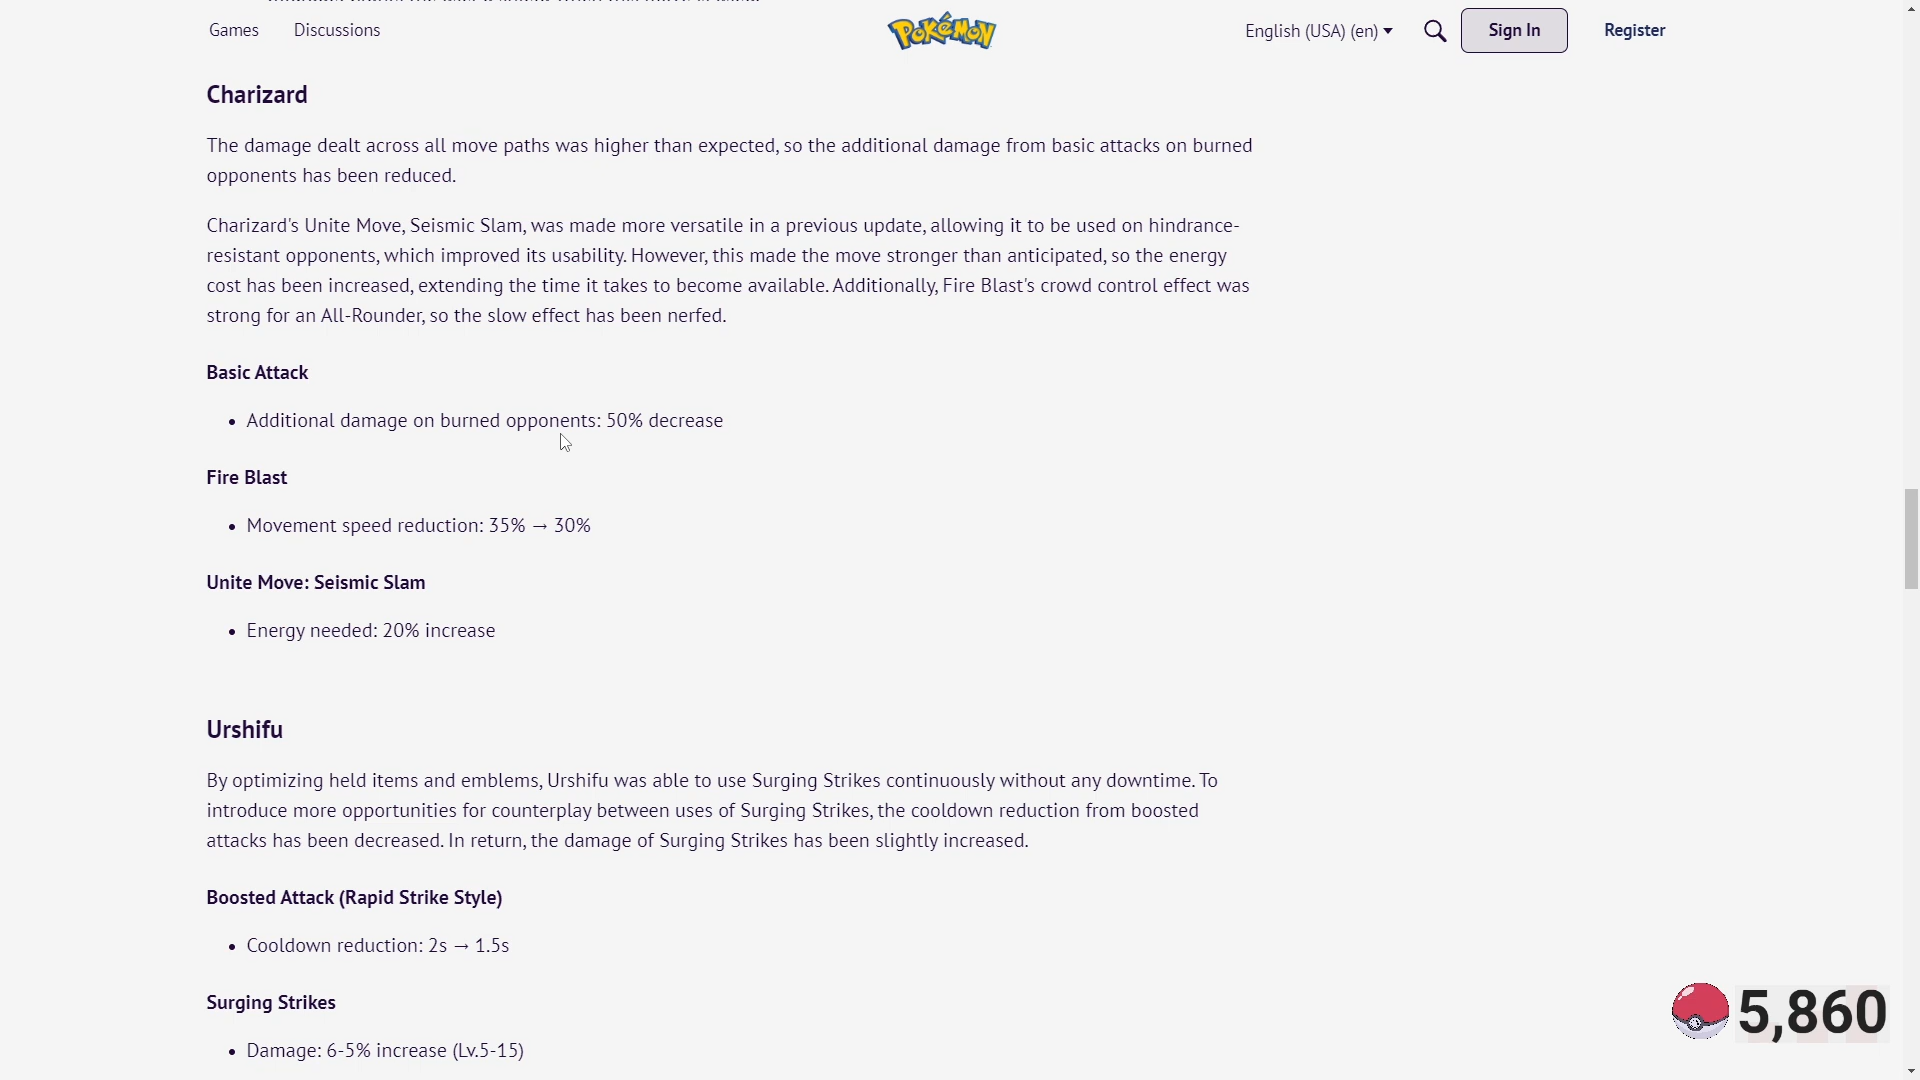 Games
Discussions
POKÉMON
English (USA) (en)
Sign In
Register
Charizard
The damage dealt across all move paths was higher than expected, so the additional damage from basic attacks on burned
opponents has been reduced.
Charizard's Unite Move, Seismic Slam, was made more versatile in a previous update, allowing it to be used on hindrance-
resistant opponents, which improved its usability. However, this made the move stronger than anticipated, so the energy
cost has been increased, extending the time it takes to become available. Additionally, Fire Blast's crowd control effect was
strong for an All-Rounder, so the slow effect has been nerfed.
Basic Attack
• Additional damage on burned opponents: 50% decrease
Fire Blast
• Movement speed reduction: 35% → 30%
Unite Move: Seismic Slam
• Energy needed: 20% increase
Urshifu
By optimizing held items and emblems, Urshifu was able to use Surging Strikes continuously without any downtime. To
introduce more opportunities for counterplay between uses of Surging Strikes, the cooldown reduction from boosted
attacks has been decreased. In return, the damage of Surging Strikes has been slightly increased.
Boosted Attack (Rapid Strike Style)
• Cooldown reduction: 2s → 1.5s
Surging Strikes
• Damage: 6-5% increase (Lv.5-15)
5,860